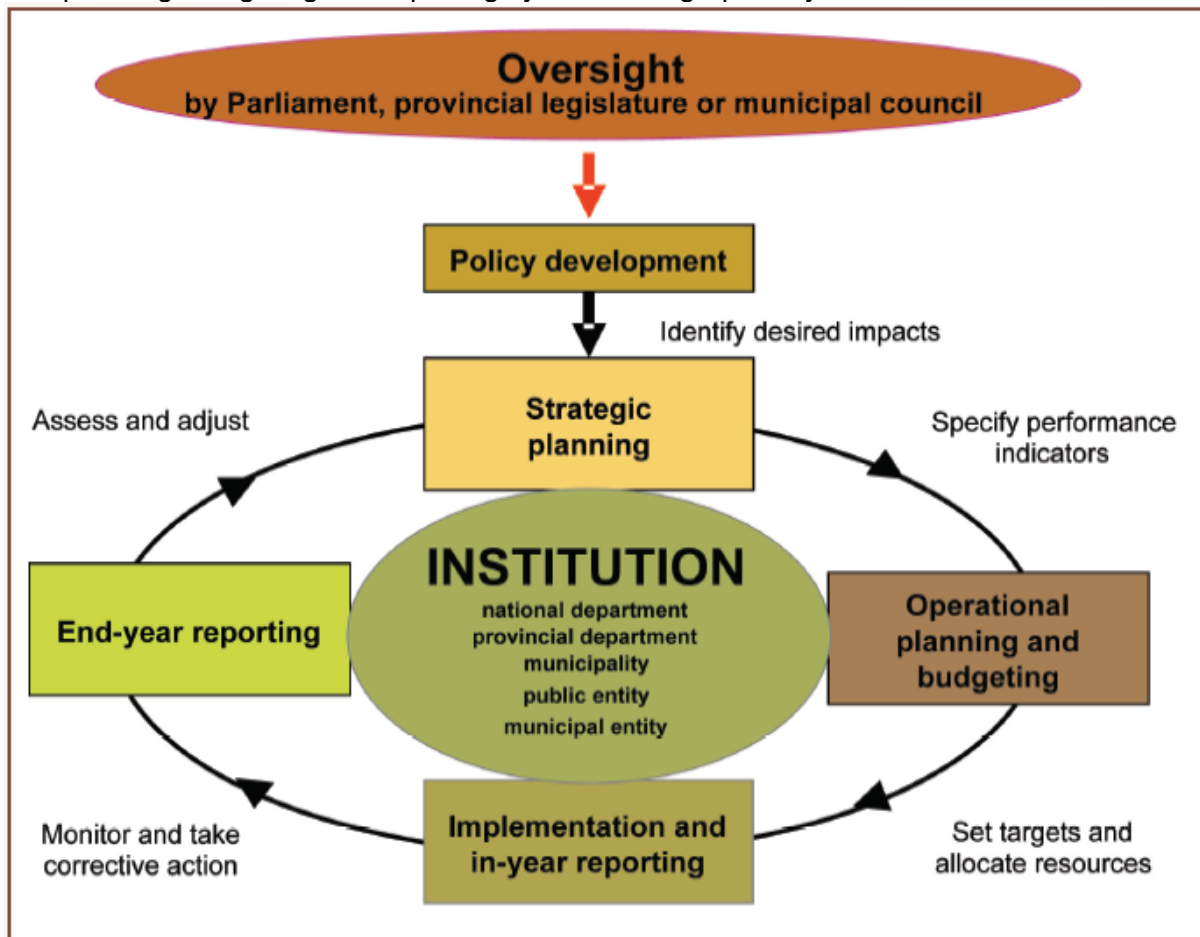 Oversight
by Parliament, provincial legislature or municipal council
Policy development
Identify desired impacts
Strategic
planning
Assess and adjust
Specify performance
indicators
INSTITUTION
national department
provincial department
municipality
public entity
municipal entity
End-year reporting
Operational
planning and
budgeting
Implementation and
in-year reporting
Monitor and take
corrective action
Set targets and
allocate resources